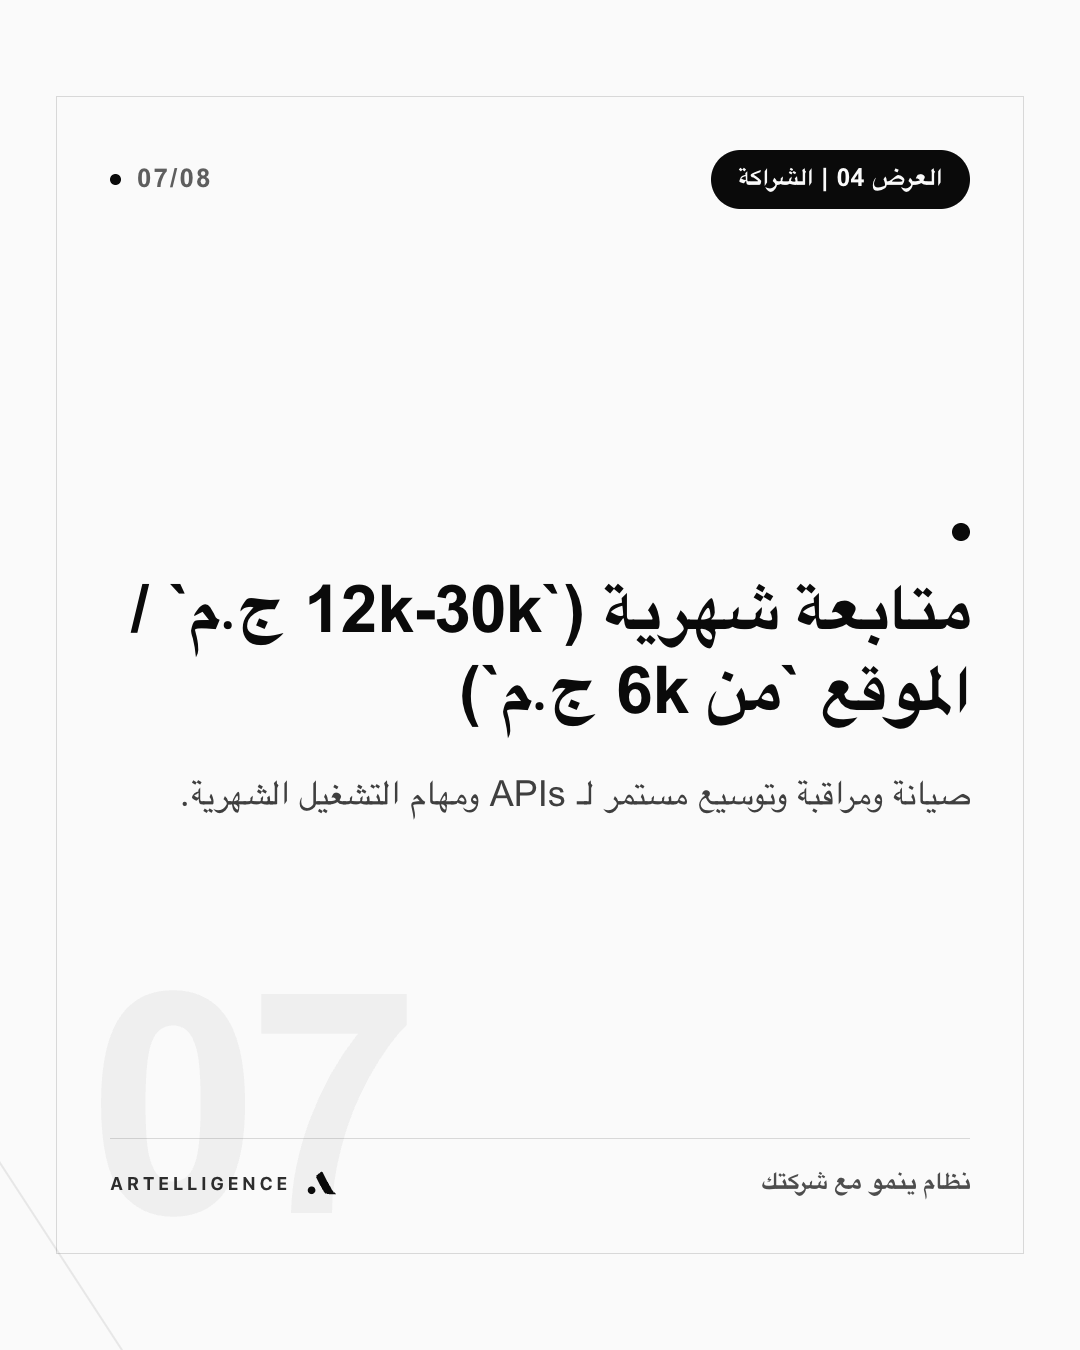 العرض 04 | الشراكة
07/08
متابعة شهرية (`12k-30k ج.م` /
الموقع `من 6k ج.م`)
صيانة ومراقبة وتوسيع مستمر لـ APIs ومهام التشغيل الشهرية.
07
نظام ينمو مع شركتك
ARTELLIGENCE